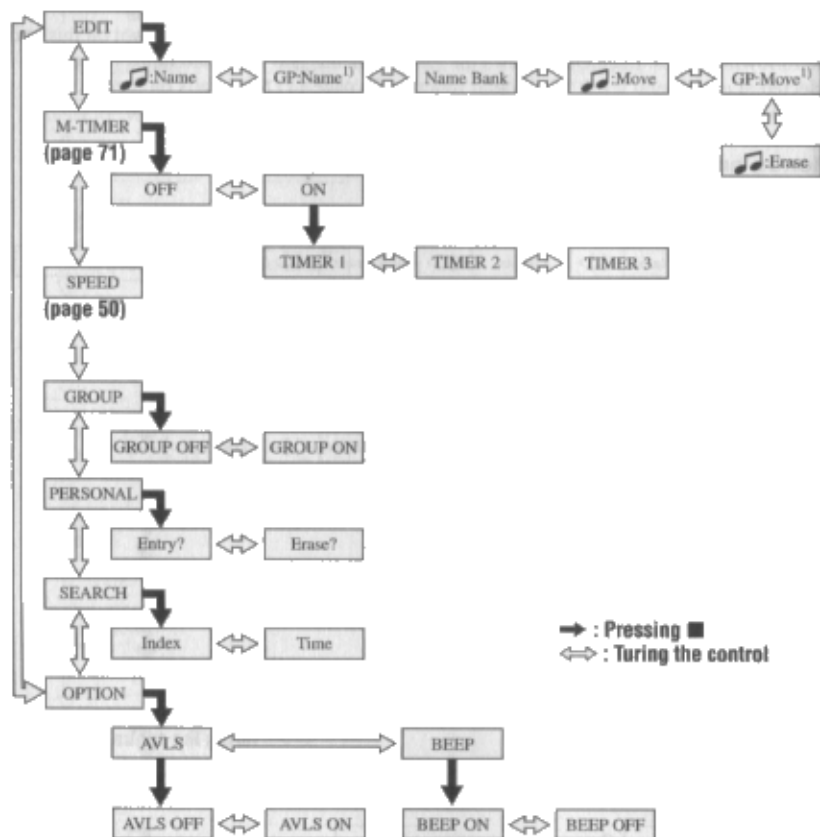 EDIT
♫:Name GP:Name1) Name Bank ♫:Move GP:Move1)
M-TIMER
(page 71)
♫:Erase
OFF ON
TIMER 1 TIMER 2 TIMER 3
SPEED
(page 50)
GROUP
GROUP OFF GROUP ON
PERSONAL
Entry? Erase?
SEARCH
: Pressing ■
Index Time
: Turing the control
OPTION
AVLS BEEP
AVLS OFF AVLS ON BEEP ON BEEP OFF